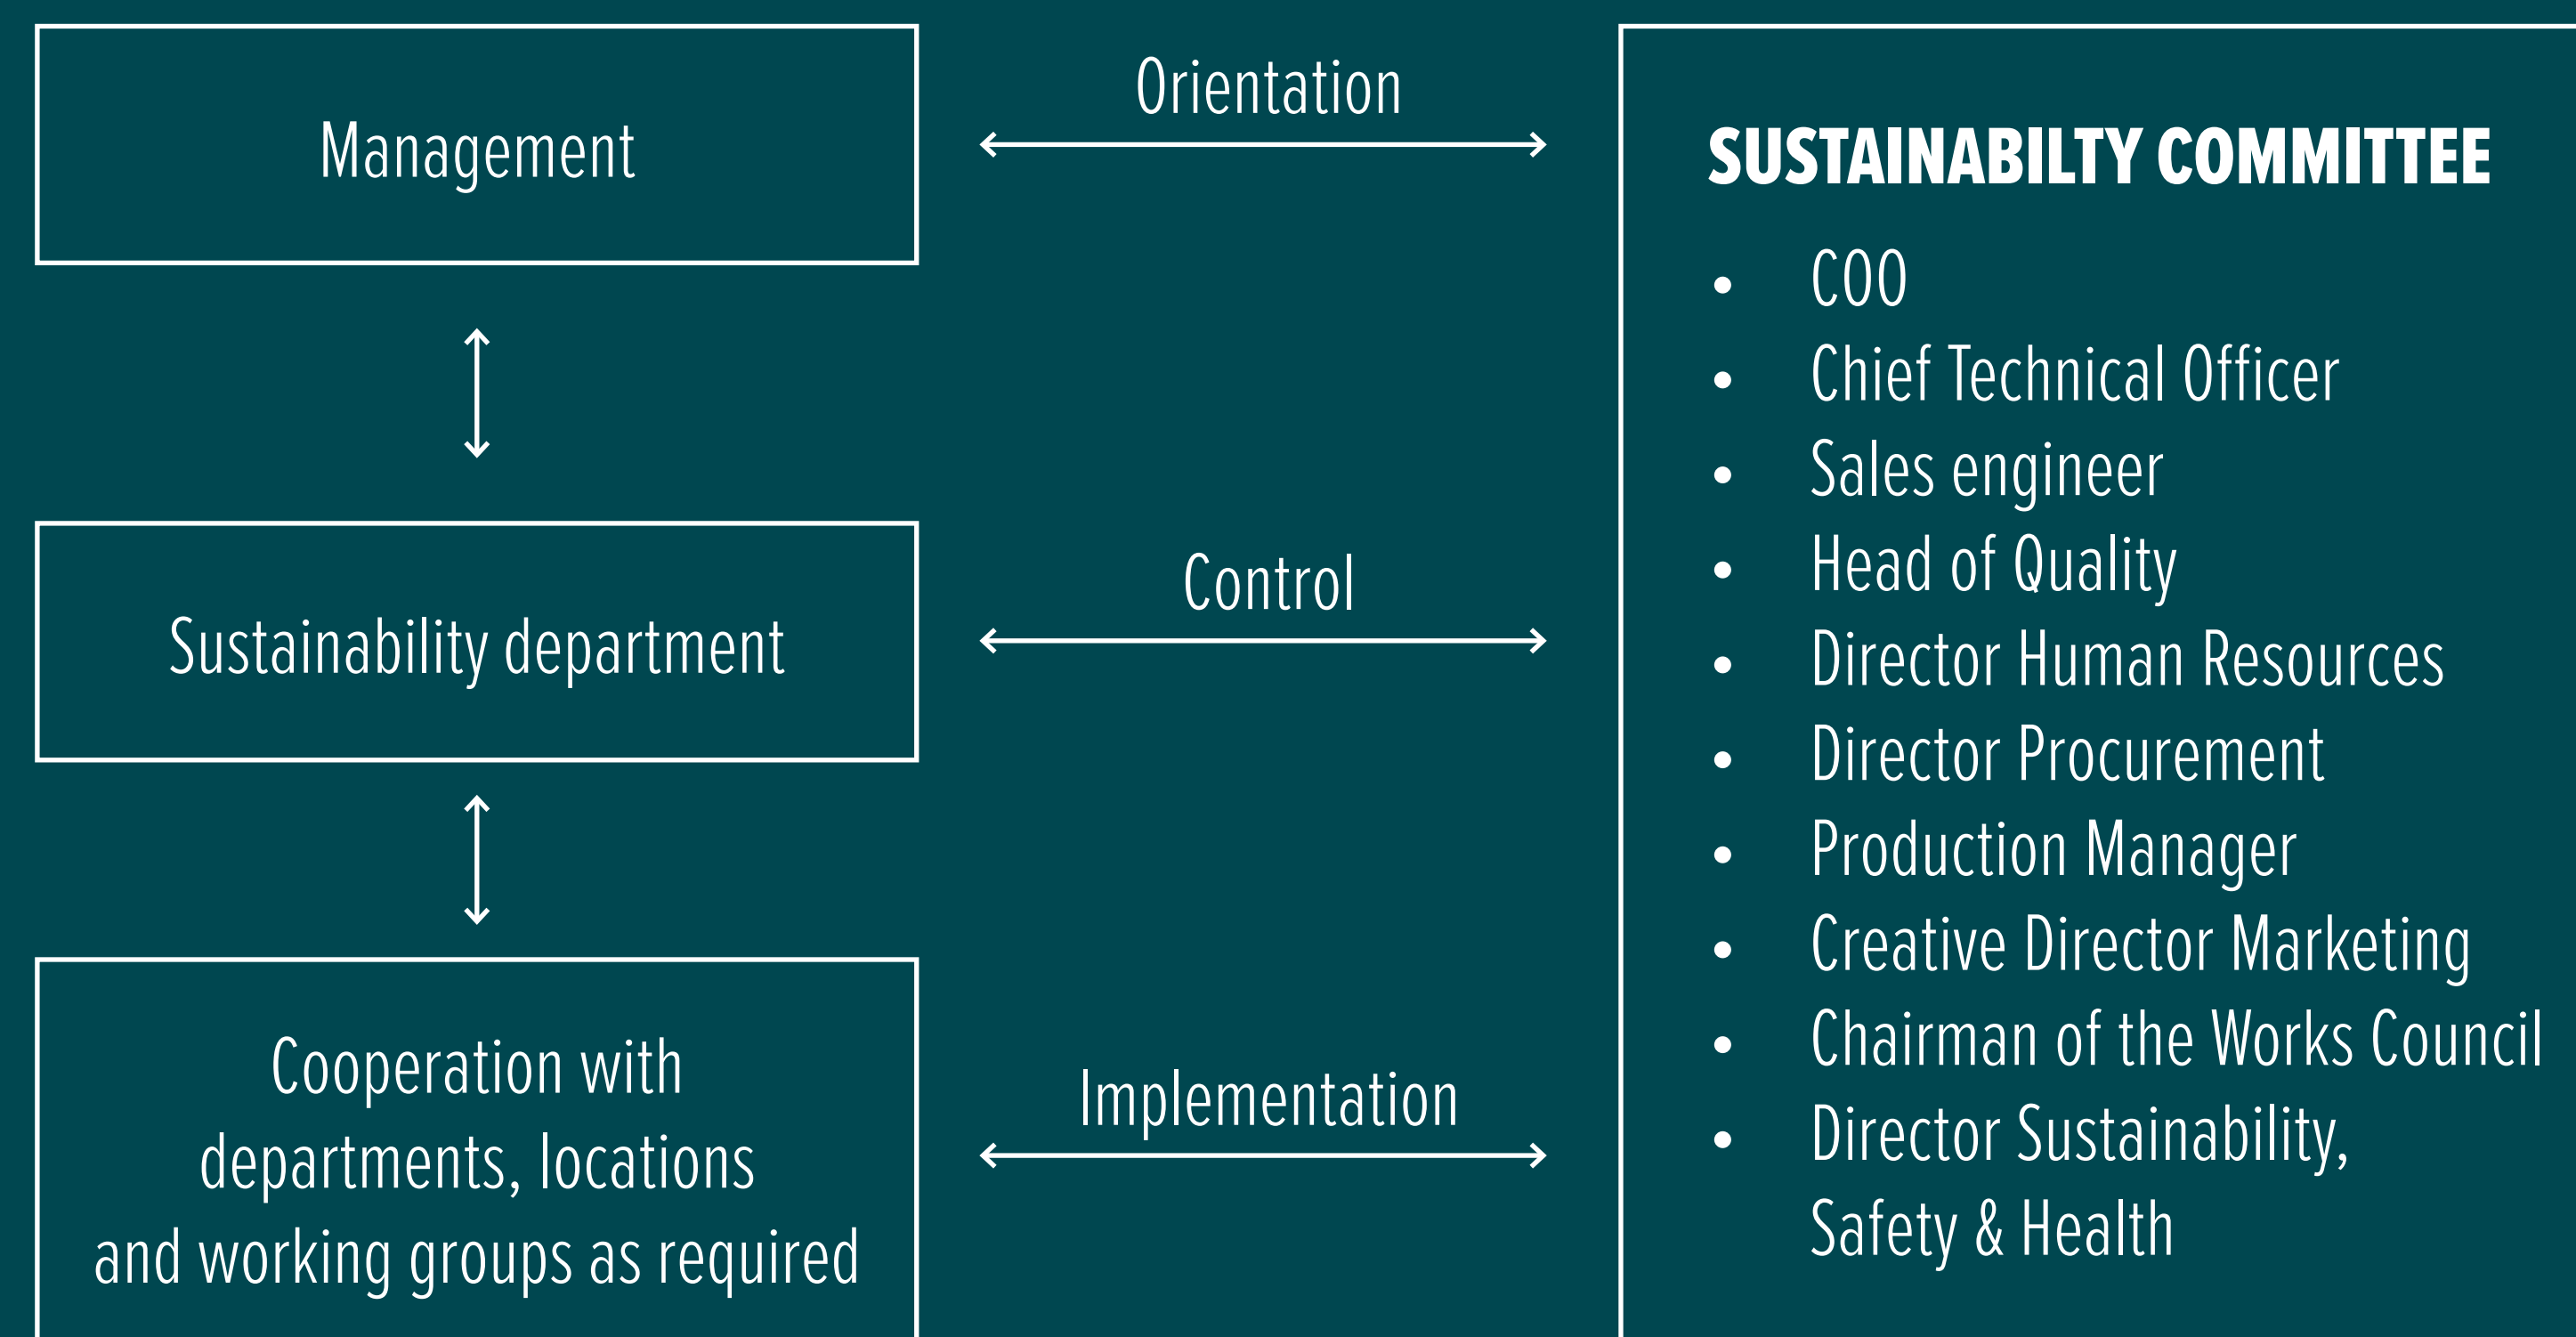 Management
Orientation
Sustainability department
Control
Cooperation with
departments, locations
and working groups as required
Implementation
SUSTAINABILTY COMMITTEE
• COO
• Chief Technical Officer
• Sales engineer
• Head of Quality
• Director Human Resources
• Director Procurement
• Production Manager
• Creative Director Marketing
• Chairman of the Works Council
• Director Sustainability,
Safety & Health